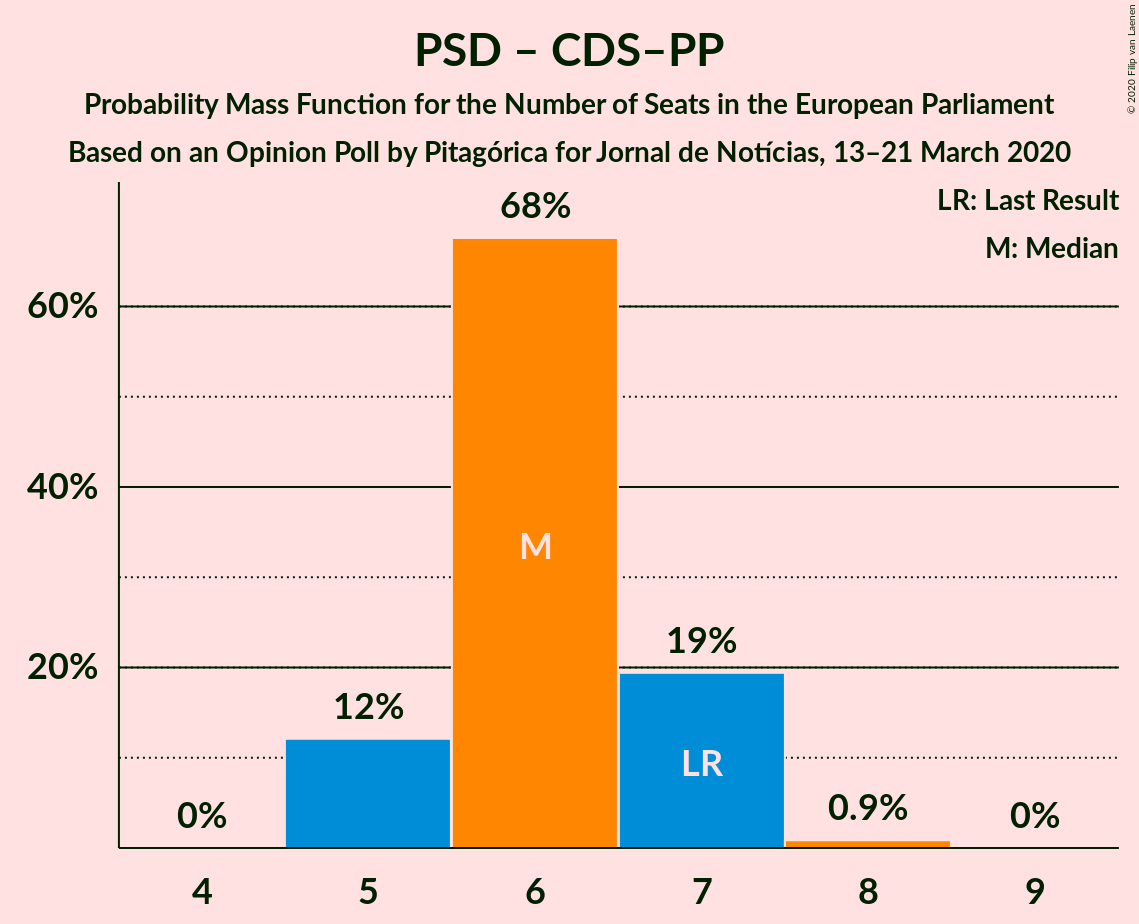 PSD – CDS–PP
Probability Mass Function for the Number of Seats in the European Parliament
Based on an Opinion Poll by Pitagórica for Jornal de Notícias, 13–21 March 2020
© 2020 Filip van Laenen
LR: Last Result
M: Median
68%
60%
40%
M
20%
19%
12%
LR
0%
0.9%
0%
4 5 6 7 8 9